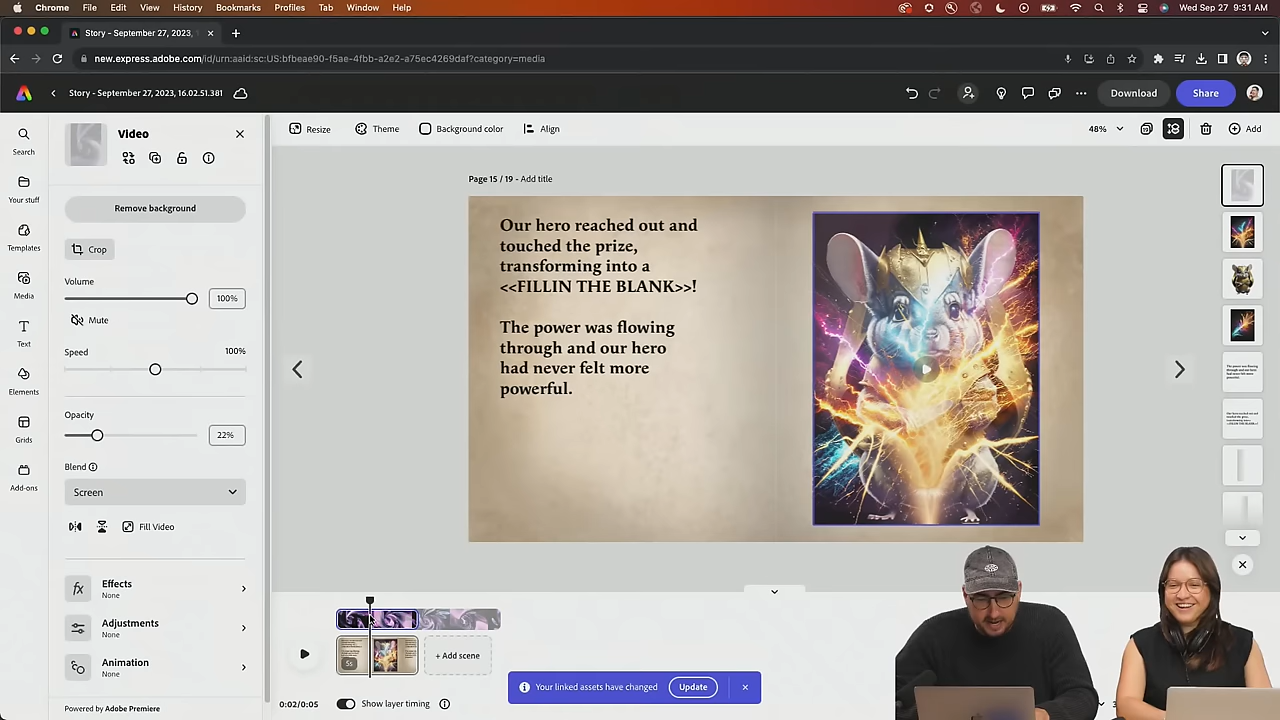 Chrome File Edit View History Bookmarks Profiles Tab Window Help Wed Sep 27 9:31 AM
Story - September 27, 2023,
new.express.adobe.com/id/urn:aaid:sc:US:bfbeae90-f5ae-4fbb-a2e2-a75ec4269daf?category=media
Story - September 27, 2023, 16.02.51.381
Download
Share
Search
Your stuff
Templates
Media
Text
Elements
Grids
Add-ons
Video
Remove background
Crop
Volume
100%
Mute
Speed 100%
Opacity
22%
Blend
Screen
Fill Video
Effects
None
Adjustments
None
Animation
None
Powered by Adobe Premiere
Resize Theme Background color Align 48% Add
Page 15 / 19 - Add title
Our hero reached out and
touched the prize,
transforming into a
<<FILLIN THE BLANK>>!
The power was flowing
through and our hero
had never felt more
powerful.
5s
+ Add scene
Your linked assets have changed Update
0:02/0:05 Show layer timing